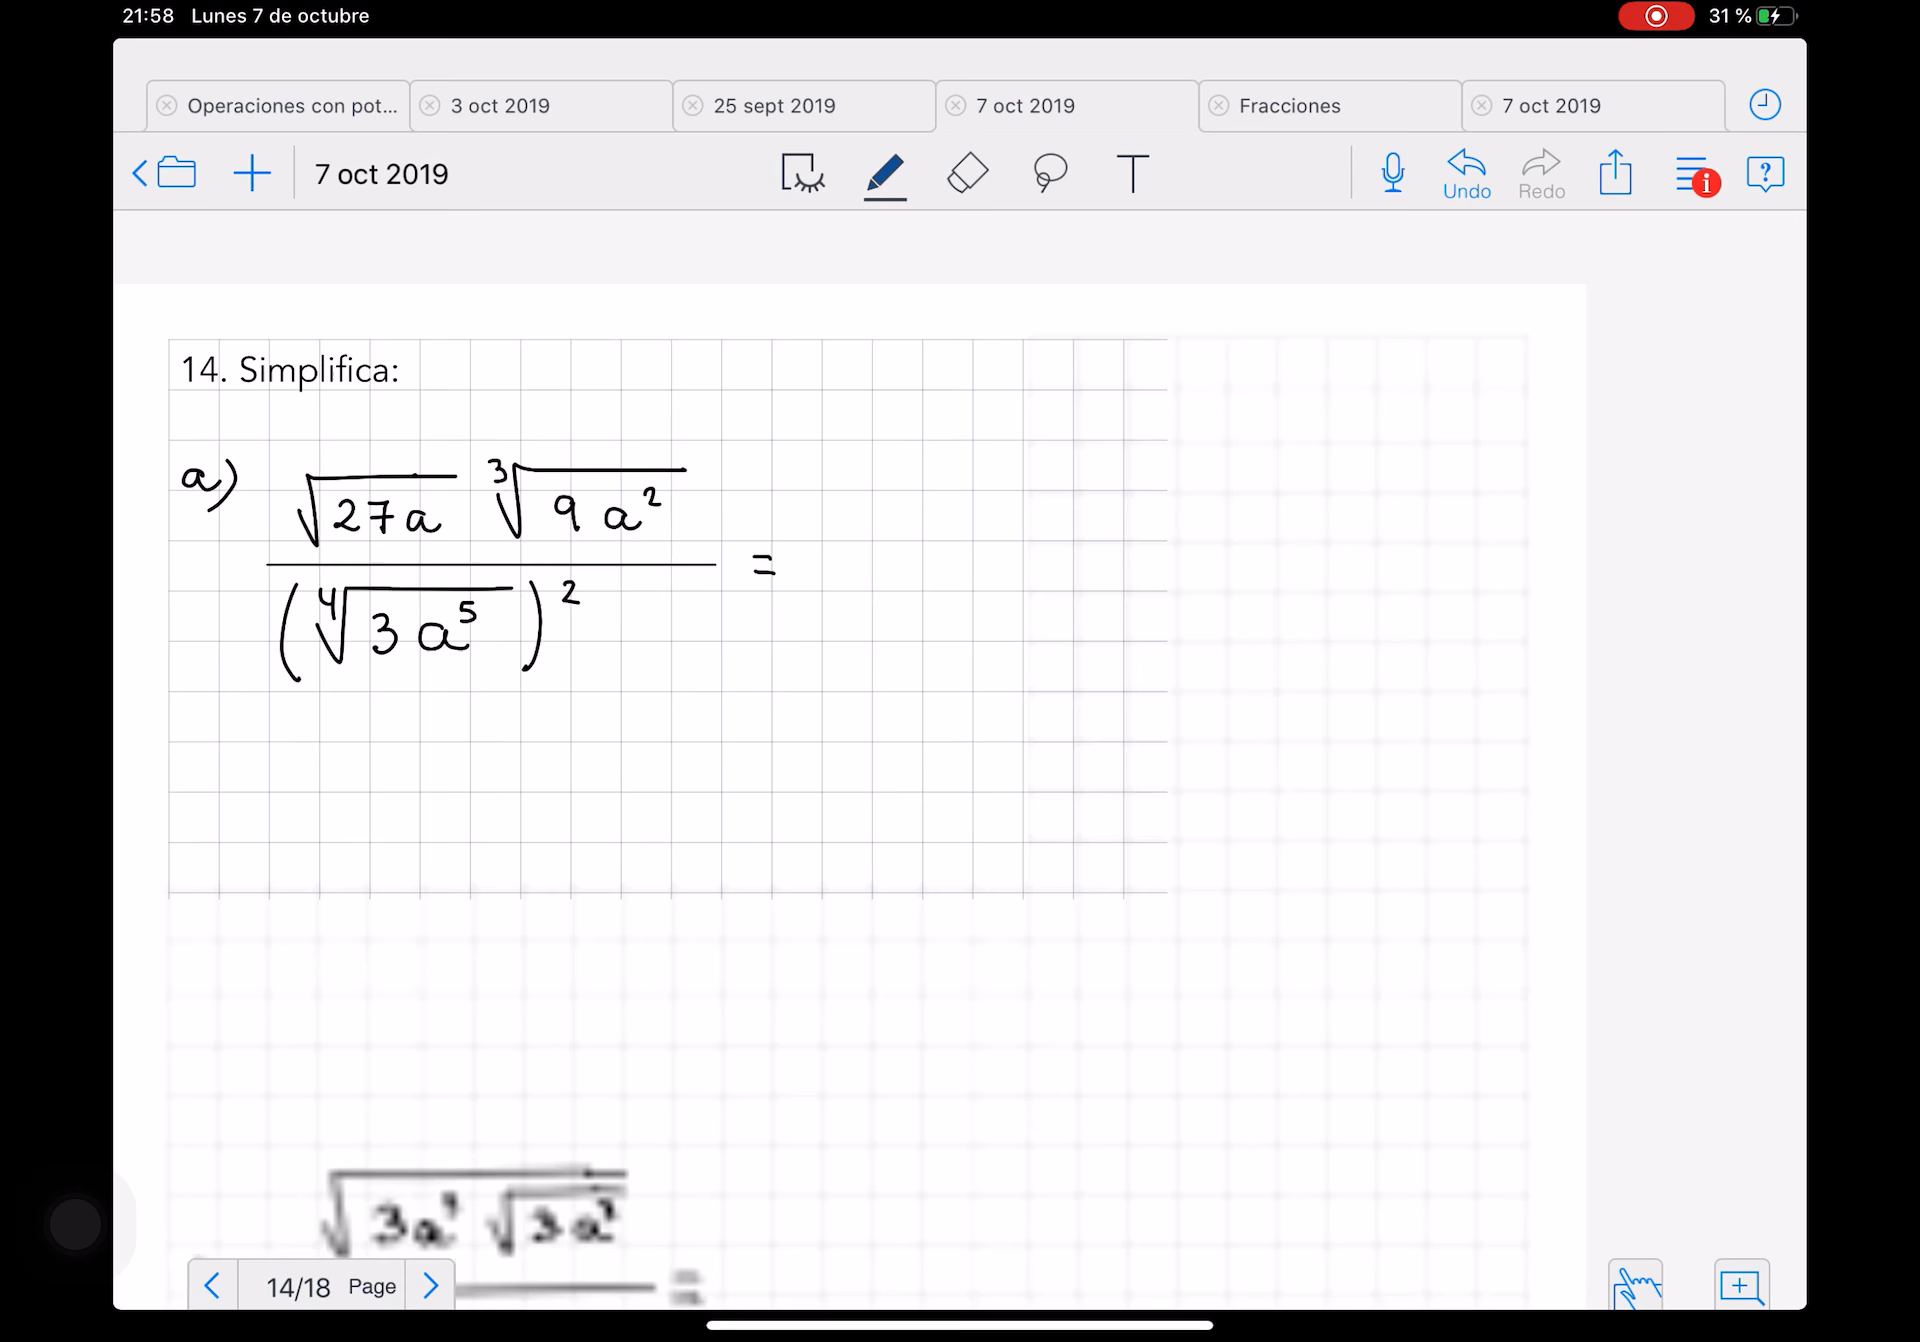 21:58 Lunes 7 de octubre 31 %
Operaciones con pot... 3 oct 2019 25 sept 2019 7 oct 2019 Fracciones 7 oct 2019
7 oct 2019 T Undo Redo i ?
14. Simplifica:
a) √27a ∛9a²
=
(∜3a⁵)²
14/18 Page